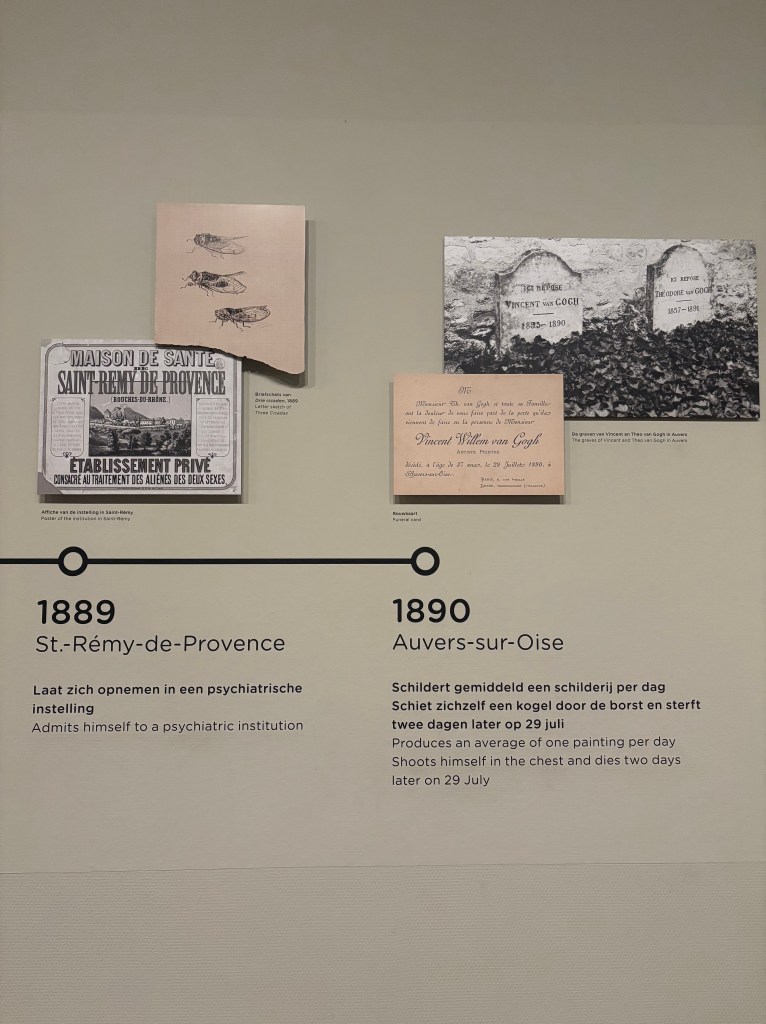 MAISON DE SANTÉ
SAINT-REMY DE PROVENCE
(BOUCHES-DU-RHÔNE.)
ÉTABLISSEMENT PRIVÉ
CONSACRÉ AU TRAITEMENT DES ALIÉNÉS DES DEUX SEXES
Affiche van de instelling in Saint-Rémy
Poster of the institution in Saint-Rémy
Briefschets van
Drie cicaden, 1889
Letter sketch of
Three Cicadas
ICI REPOSE
VINCENT VAN GOGH
1853–1890
ICI REPOSE
THÉODORE VAN GOGH
1857–1891
De graven van Vincent en Theo van Gogh in Auvers
The graves of Vincent and Theo van Gogh in Auvers
M
Monsieur Th. van Gogh et toute sa famille
ont la douleur de vous faire part de la perte qu'ils
viennent de faire en la personne de Monsieur
Vincent Willem van Gogh
ARTISTE PEINTRE
décédé, à l'âge de 37 ans, le 29 Juillet 1890, à
Auvers-sur-Oise.
Rouwkaart
Funeral card
1889
St.-Rémy-de-Provence
Laat zich opnemen in een psychiatrische
instelling
Admits himself to a psychiatric institution
1890
Auvers-sur-Oise
Schildert gemiddeld een schilderij per dag
Schiet zichzelf een kogel door de borst en sterft
twee dagen later op 29 juli
Produces an average of one painting per day
Shoots himself in the chest and dies two days
later on 29 July